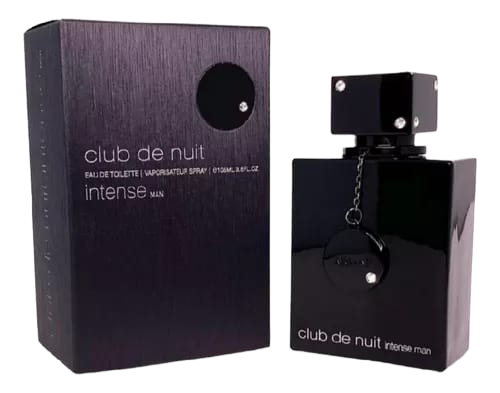 club de nuit
EAU DE TOILETTE | VAPORISATEUR SPRAY | 105ML 3.6FL.OZ
intense MAN
club de nuit intense man